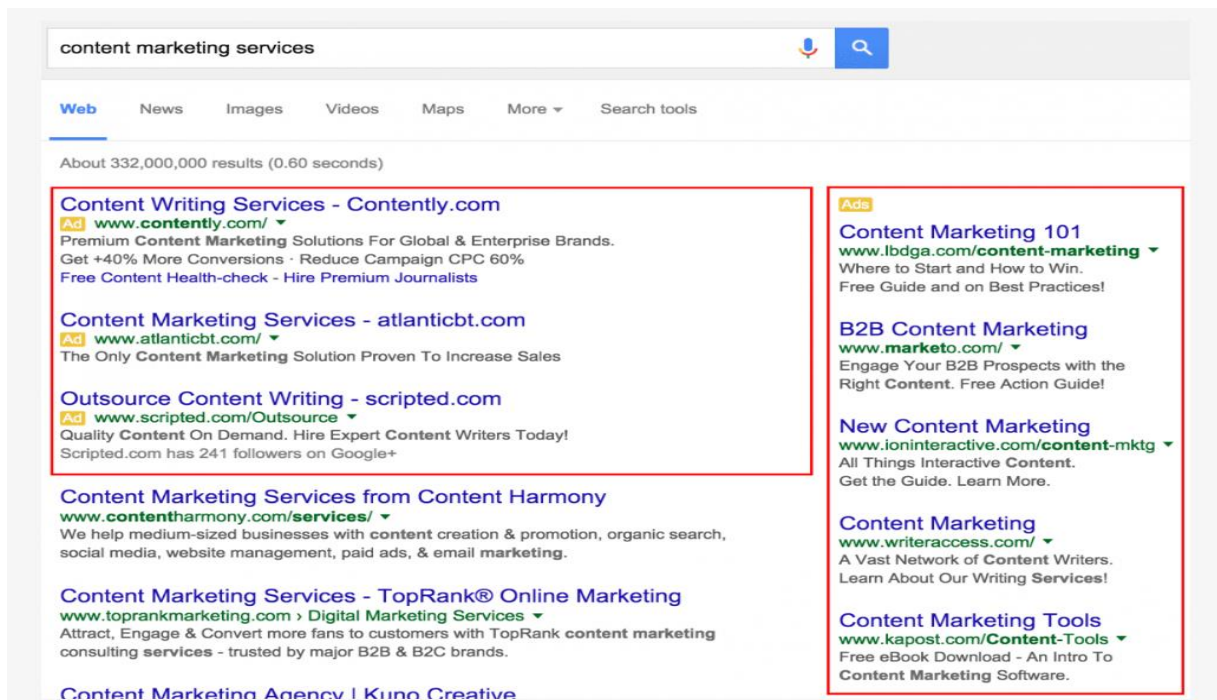 content marketing services
Web News Images Videos Maps More Search tools
About 332,000,000 results (0.60 seconds)
Content Writing Services - Contently.com
Ad www.contently.com/
Premium Content Marketing Solutions For Global & Enterprise Brands.
Get +40% More Conversions · Reduce Campaign CPC 60%
Free Content Health-check - Hire Premium Journalists
Content Marketing Services - atlanticbt.com
Ad www.atlanticbt.com/
The Only Content Marketing Solution Proven To Increase Sales
Outsource Content Writing - scripted.com
Ad www.scripted.com/Outsource
Quality Content On Demand. Hire Expert Content Writers Today!
Scripted.com has 241 followers on Google+
Content Marketing Services from Content Harmony
www.contentharmony.com/services/
We help medium-sized businesses with content creation & promotion, organic search,
social media, website management, paid ads, & email marketing.
Content Marketing Services - TopRank® Online Marketing
www.toprankmarketing.com › Digital Marketing Services
Attract, Engage & Convert more fans to customers with TopRank content marketing
consulting services - trusted by major B2B & B2C brands.
Content Marketing Agency | Kuno Creative
Ads
Content Marketing 101
www.lbdga.com/content-marketing
Where to Start and How to Win.
Free Guide and on Best Practices!
B2B Content Marketing
www.marketo.com/
Engage Your B2B Prospects with the
Right Content. Free Action Guide!
New Content Marketing
www.ioninteractive.com/content-mktg
All Things Interactive Content.
Get the Guide. Learn More.
Content Marketing
www.writeraccess.com/
A Vast Network of Content Writers.
Learn About Our Writing Services!
Content Marketing Tools
www.kapost.com/Content-Tools
Free eBook Download - An Intro To
Content Marketing Software.